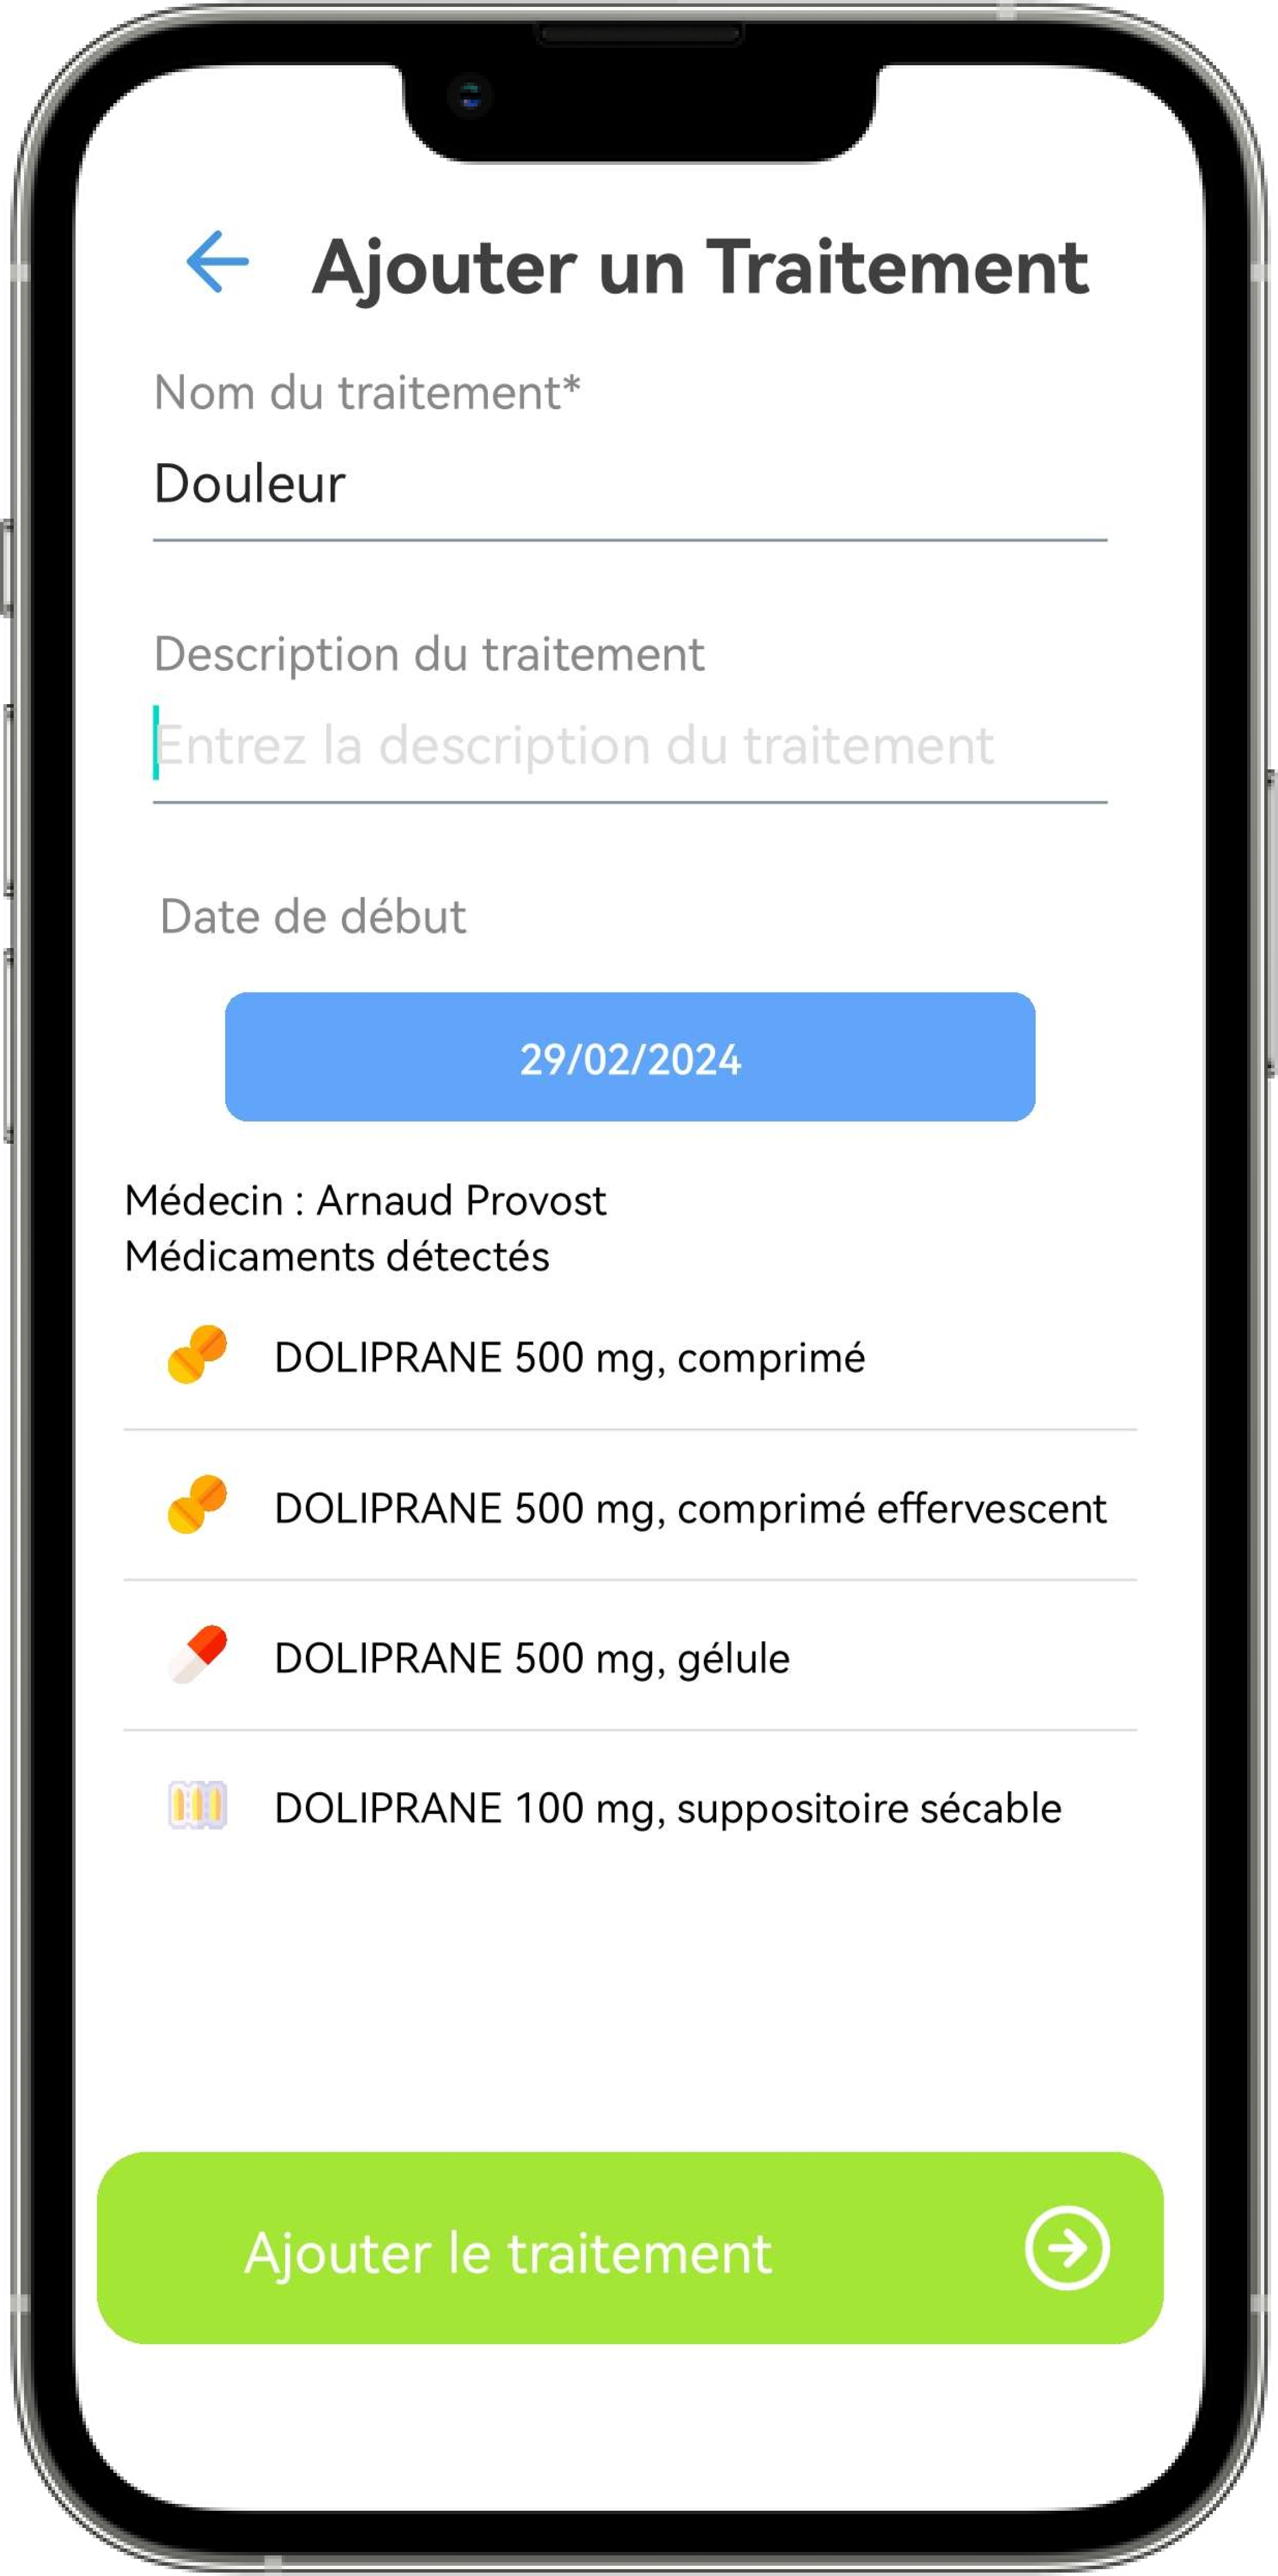 Ajouter un Traitement
Nom du traitement*
Douleur
Description du traitement
Entrez la description du traitement
Date de début
29/02/2024
Médecin : Arnaud Provost
Médicaments détectés
DOLIPRANE 500 mg, comprimé
DOLIPRANE 500 mg, comprimé effervescent
DOLIPRANE 500 mg, gélule
DOLIPRANE 100 mg, suppositoire sécable
Ajouter le traitement